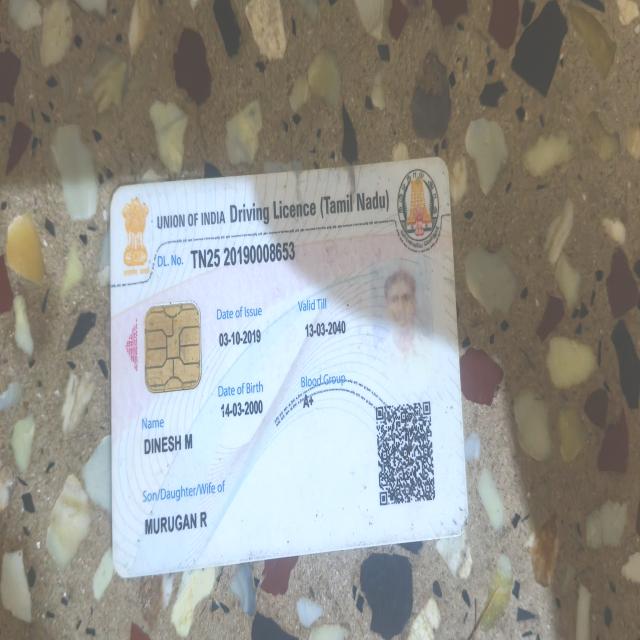 UNION OF INDIA Driving Licence (Tamil Nadu)
DL. No. TN25 20190008653
Date of Issue Valid Till
03-10-2019 13-03-2040
Date of Birth Blood Group
14-03-2000 A+
Name
DINESH M
Son/Daughter/Wife of
MURUGAN R